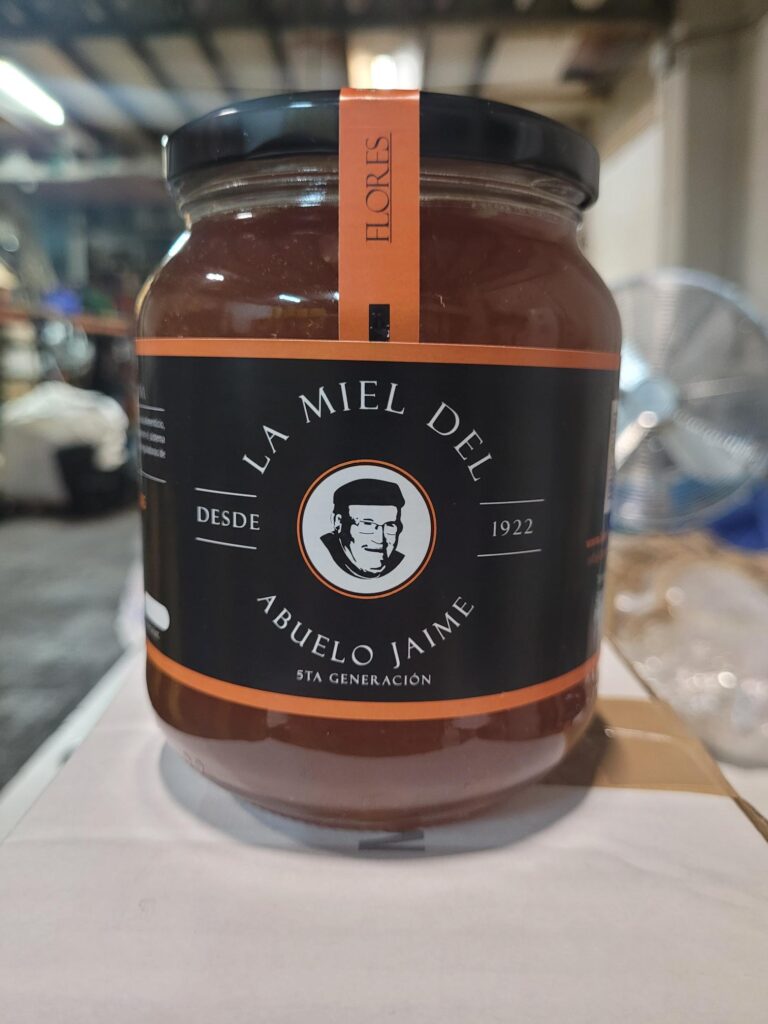 FLORES
LA MIEL DEL
DESDE
1922
ABUELO JAIME
5TA GENERACIÓN